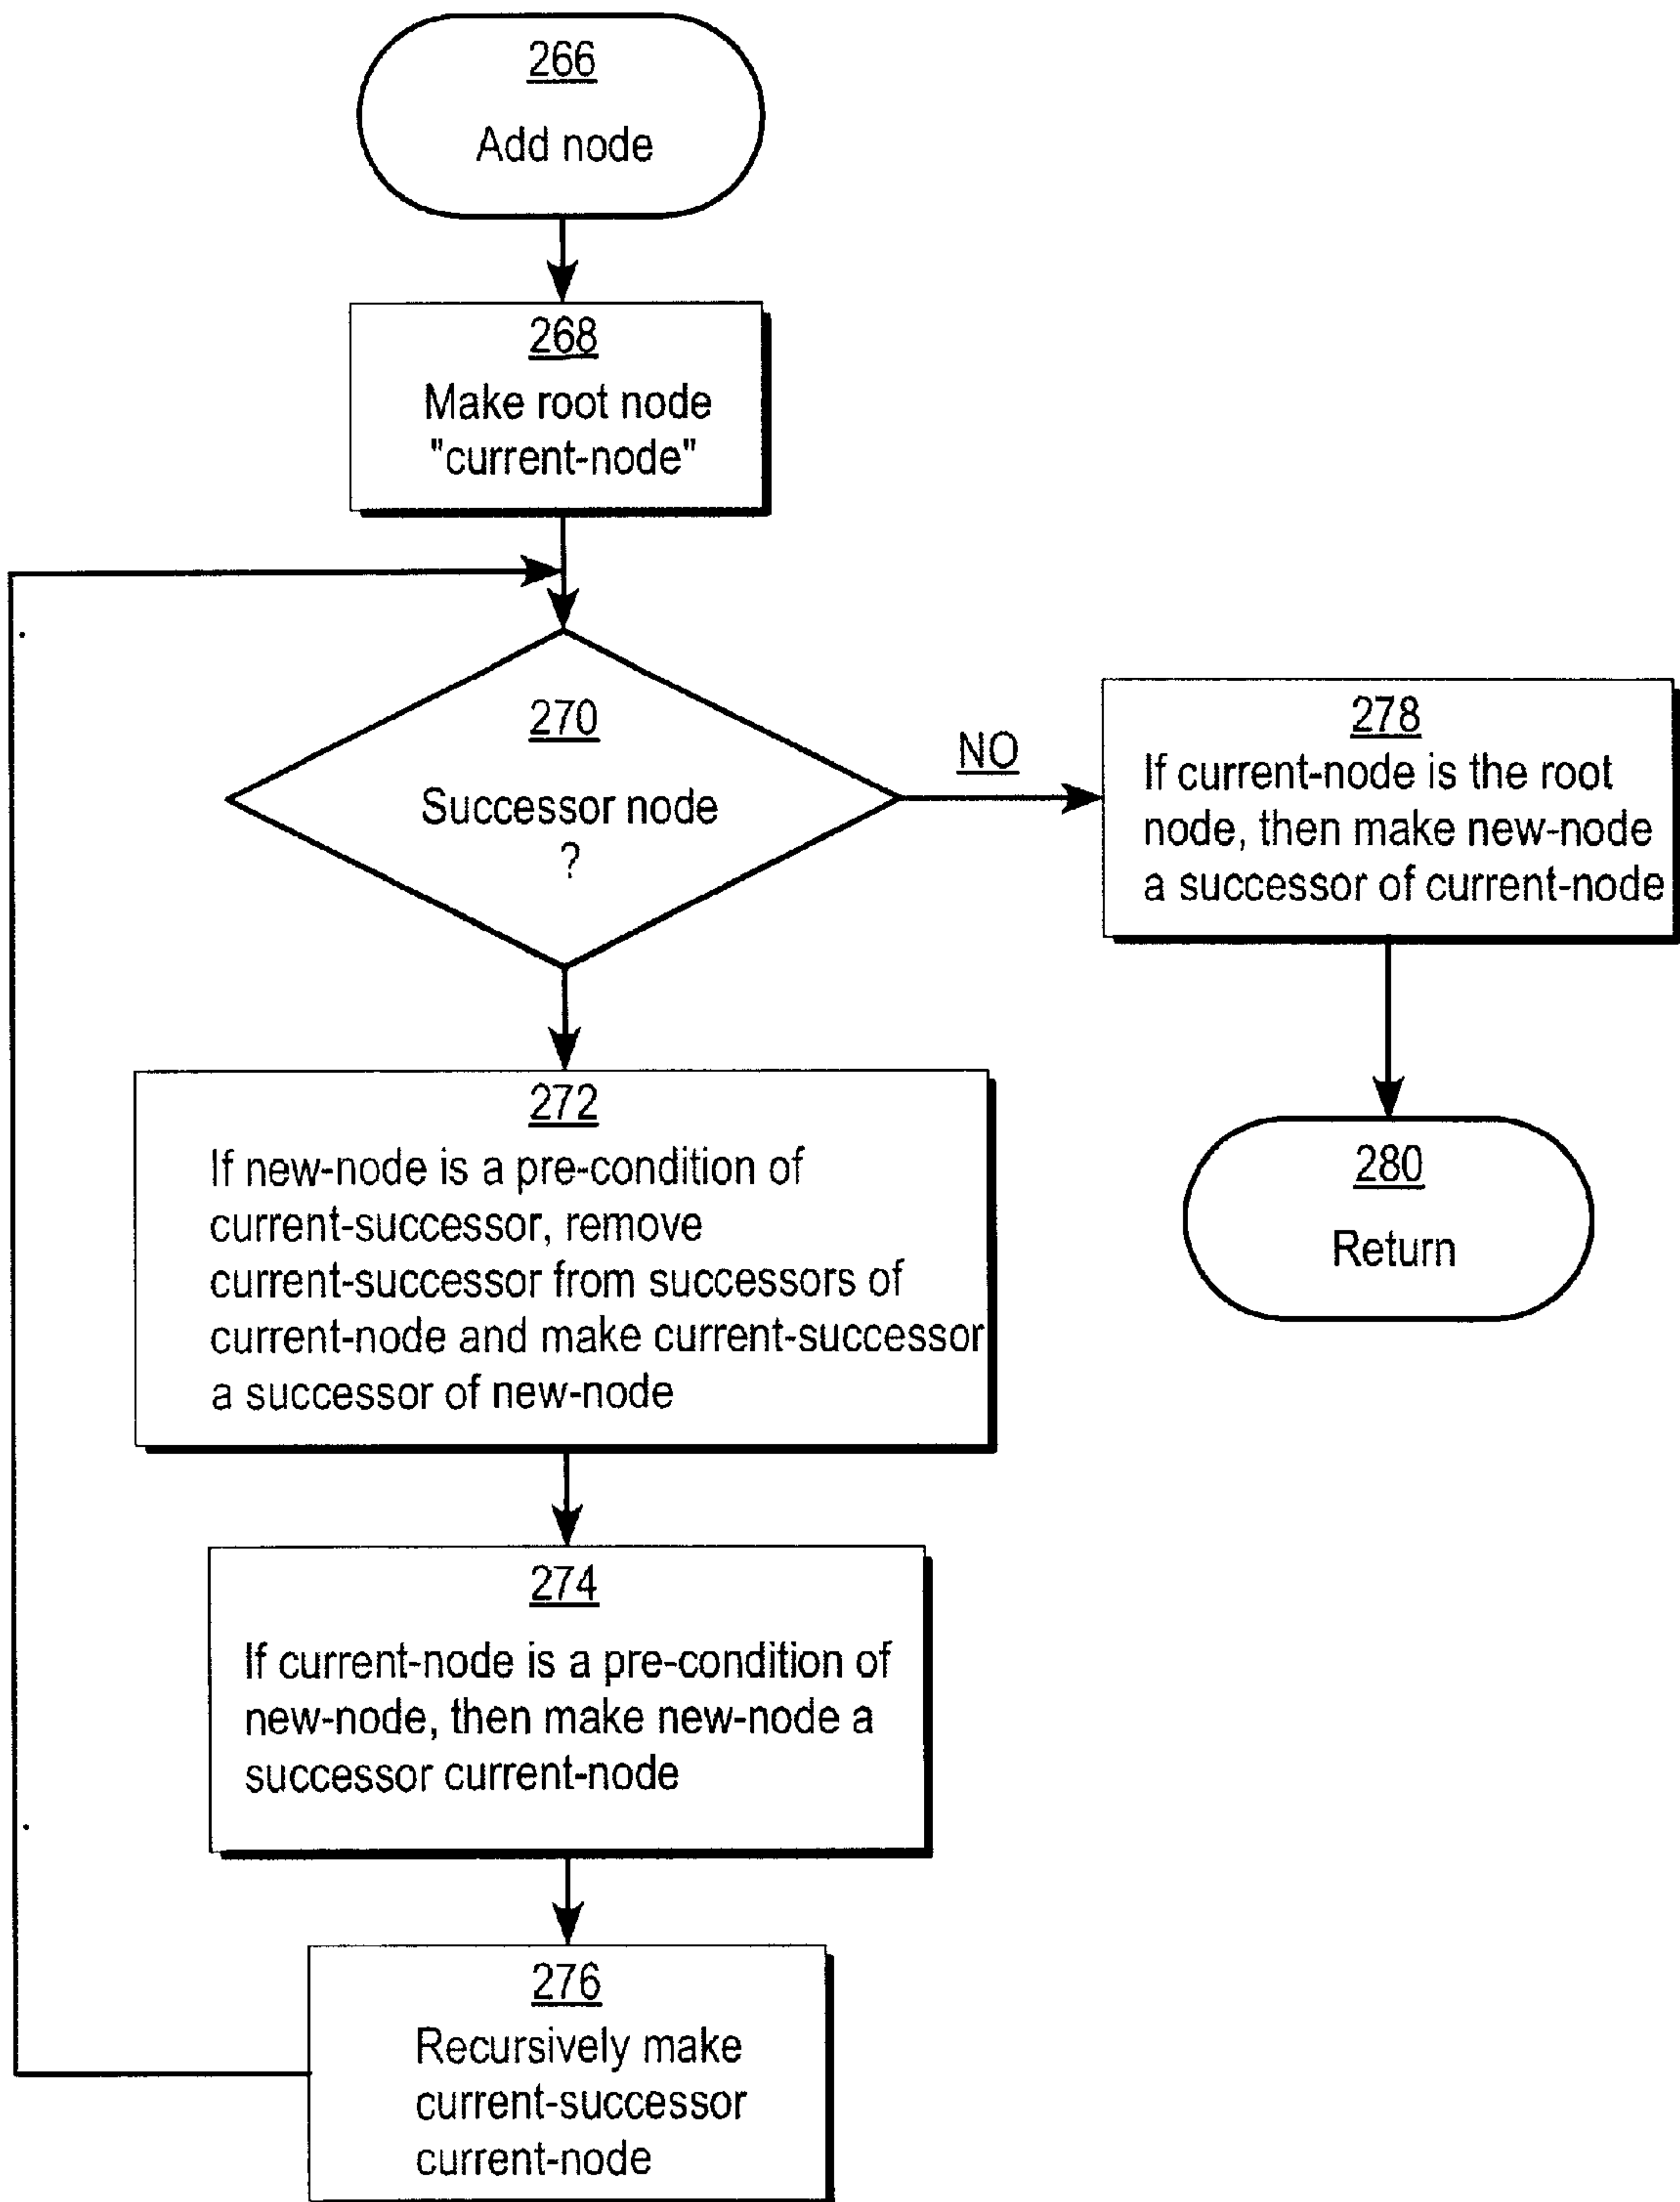 266
Add node
268
Make root node
"current-node"
270
Successor node
?
NO
278
If current-node is the root
node, then make new-node
a successor of current-node
280
Return
272
If new-node is a pre-condition of
current-successor, remove
current-successor from successors of
current-node and make current-successor
a successor of new-node
274
If current-node is a pre-condition of
new-node, then make new-node a
successor current-node
276
Recursively make
current-successor
current-node